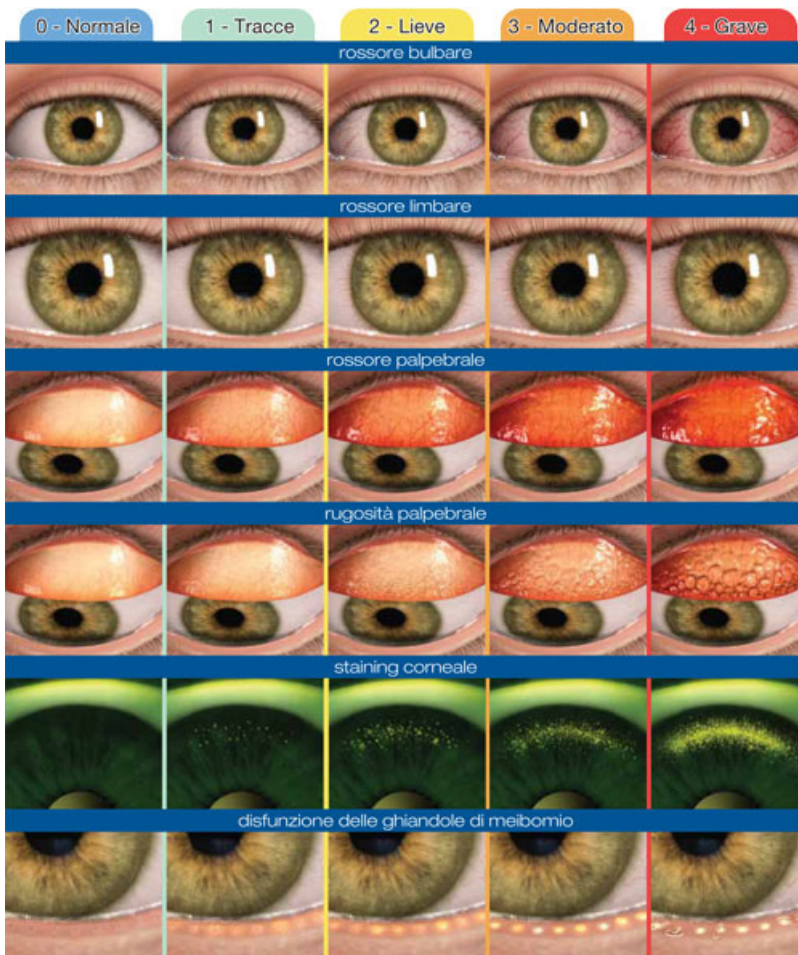 0 - Normale
1 - Tracce
2 - Lieve
3 - Moderato
4 - Grave
rossore bulbare
rossore limbare
rossore palpebrale
rugosità palpebrale
staining corneale
disfunzione delle ghiandole di meibomio